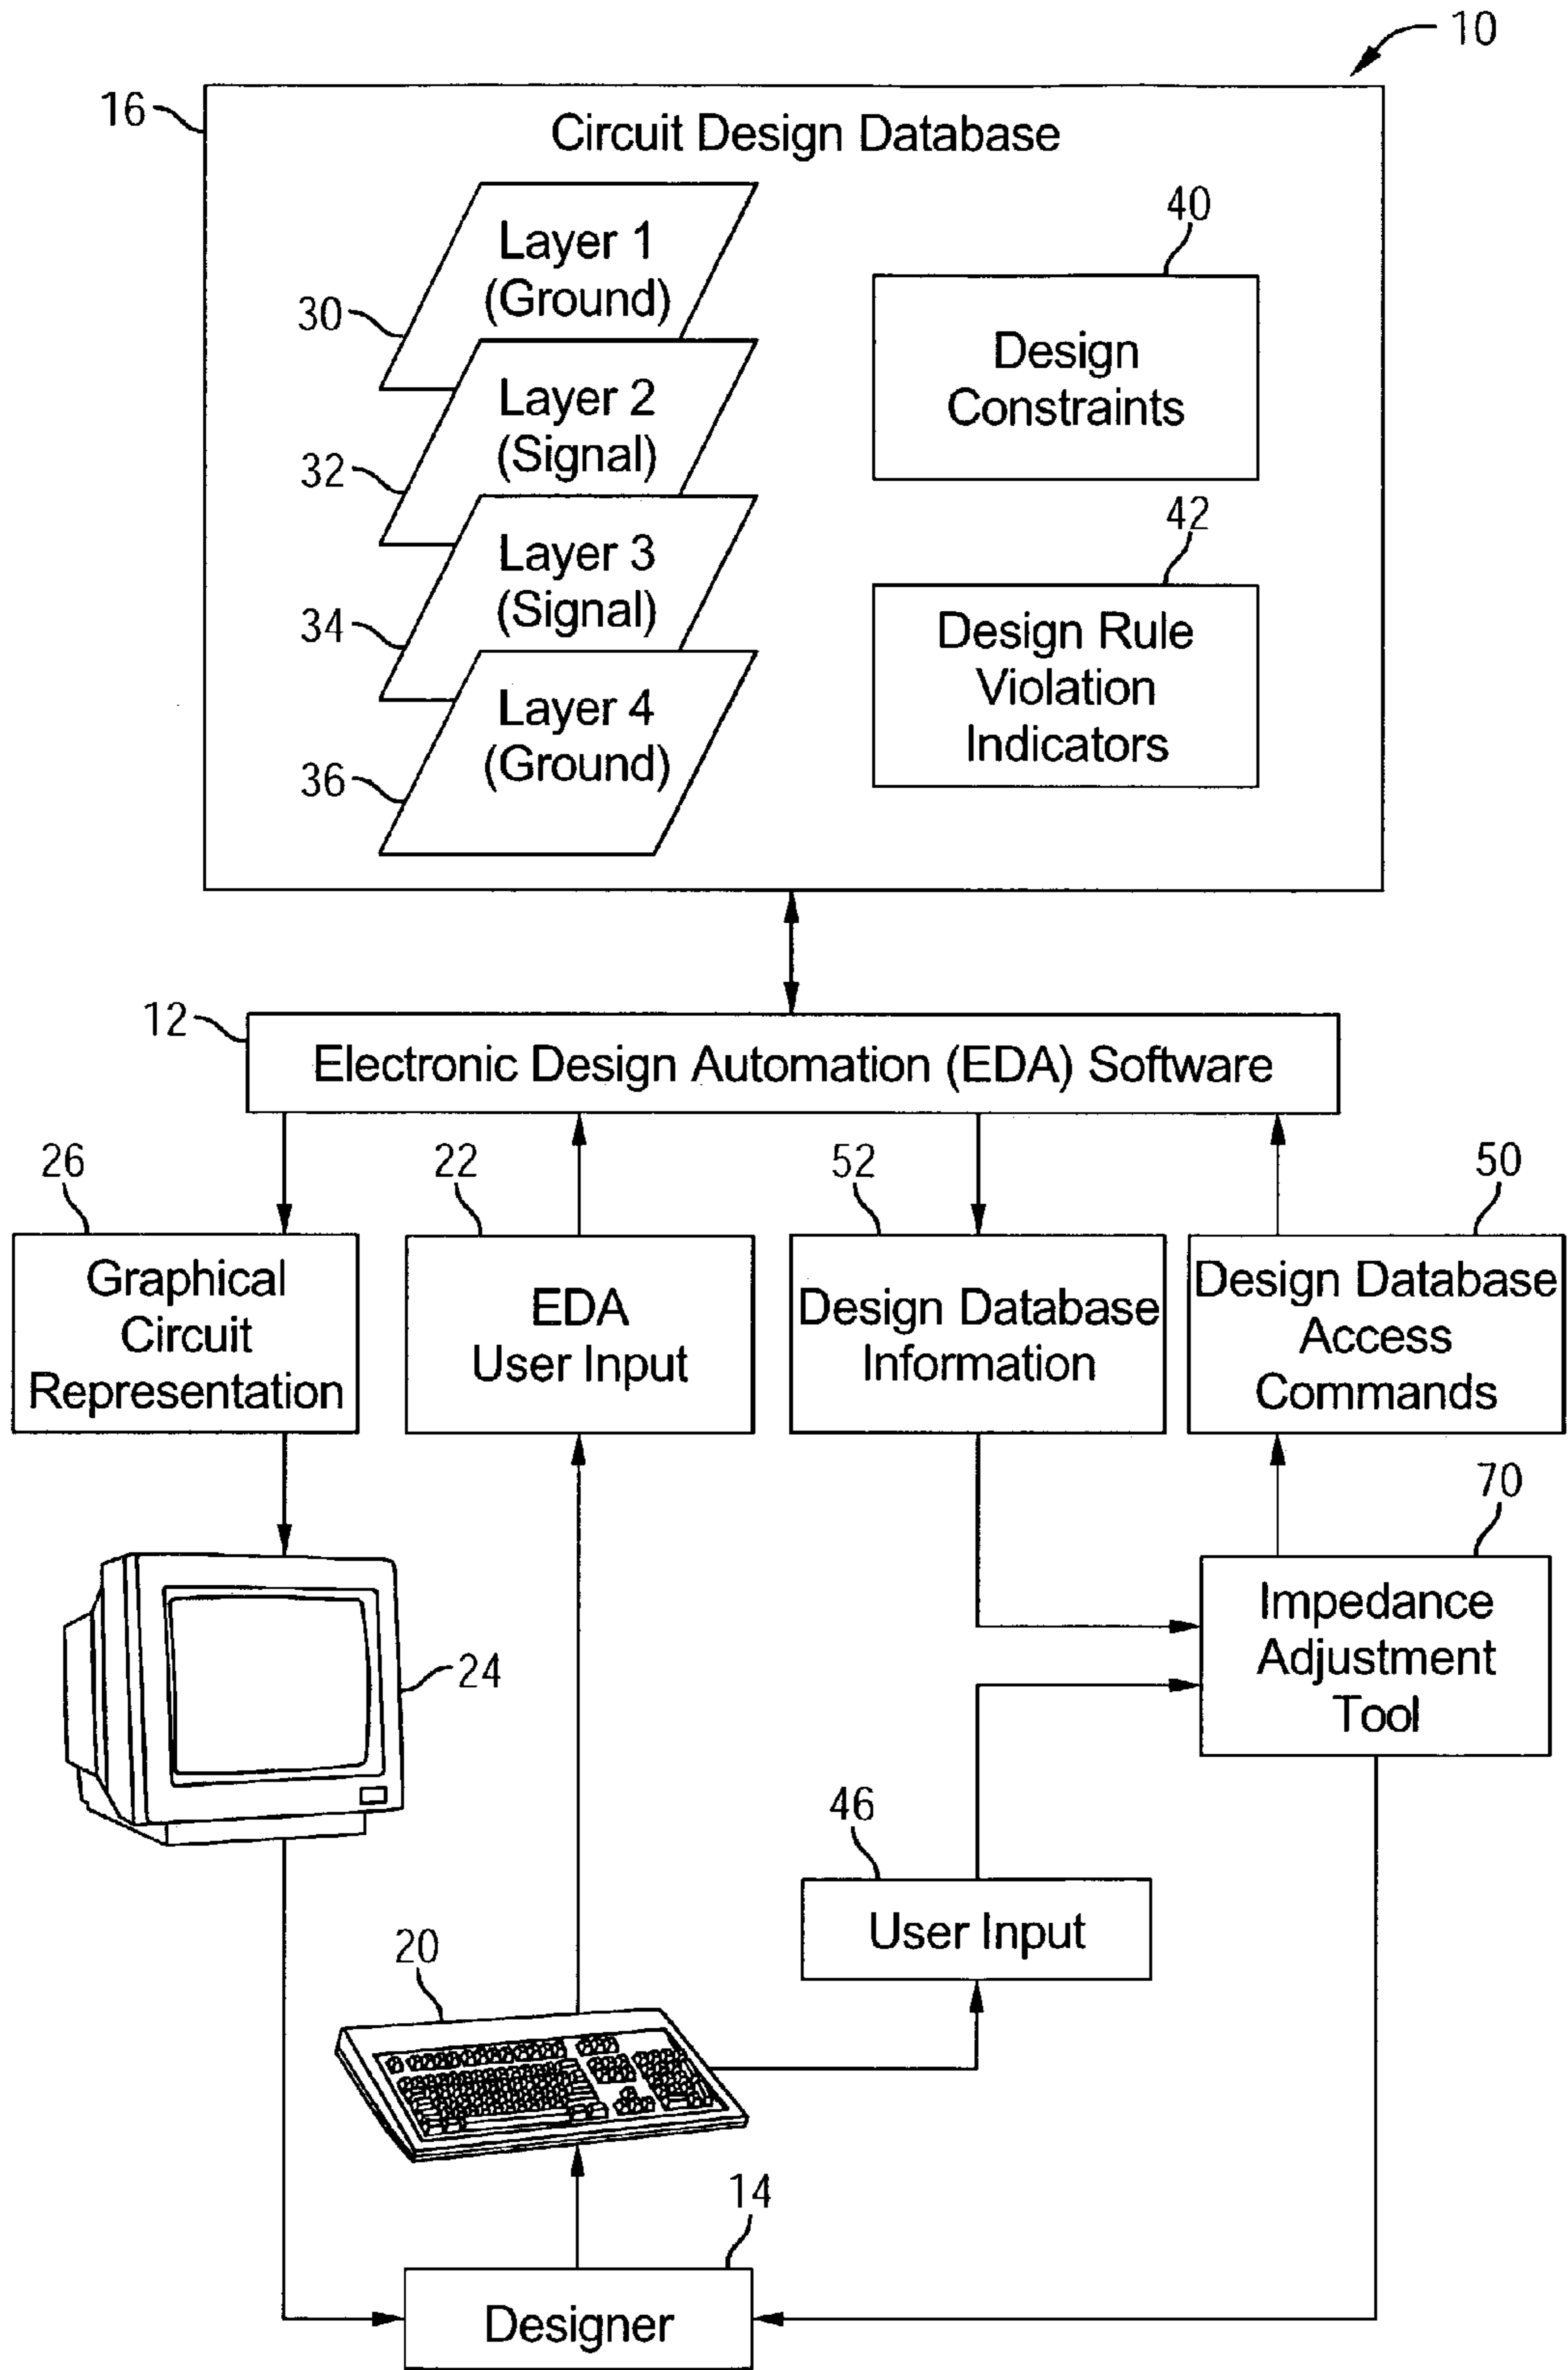 10
16
Circuit Design Database
Layer 1
(Ground)
30
Layer 2
(Signal)
32
Layer 3
(Signal)
34
Layer 4
(Ground)
36
40
Design
Constraints
42
Design Rule
Violation
Indicators
12
Electronic Design Automation (EDA) Software
26
Graphical
Circuit
Representation
22
EDA
User Input
52
Design Database
Information
50
Design Database
Access
Commands
70
Impedance
Adjustment
Tool
24
46
User Input
20
14
Designer